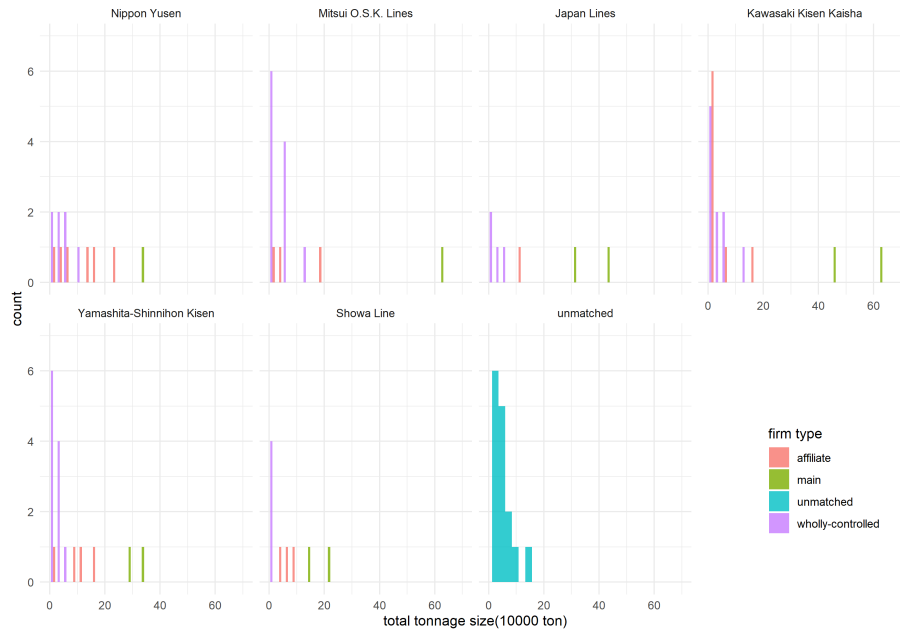 Nippon Yusen
Mitsui O.S.K. Lines
Japan Lines
Kawasaki Kisen Kaisha
6
4
2
0
0
20
40
60
Yamashita-Shinnihon Kisen
Showa Line
unmatched
6
4
2
0
0
20
40
60
0
20
40
60
0
20
40
60
count
total tonnage size(10000 ton)
firm type
affiliate
main
unmatched
wholly-controlled